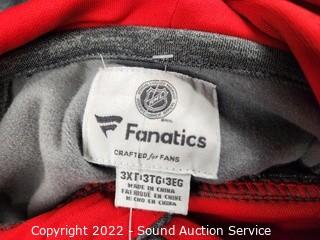 Fanatics
CRAFTED for FANS
3XL•3TG•3EG
MADE IN CHINA
FABRIQUÉ EN CHINE
HECHO EN CHINA
Copyright 2022 - Sound Auction Service